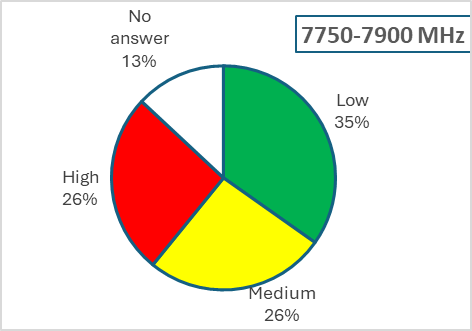 7750-7900 MHz
No
answer
13%
Low
35%
High
26%
Medium
26%